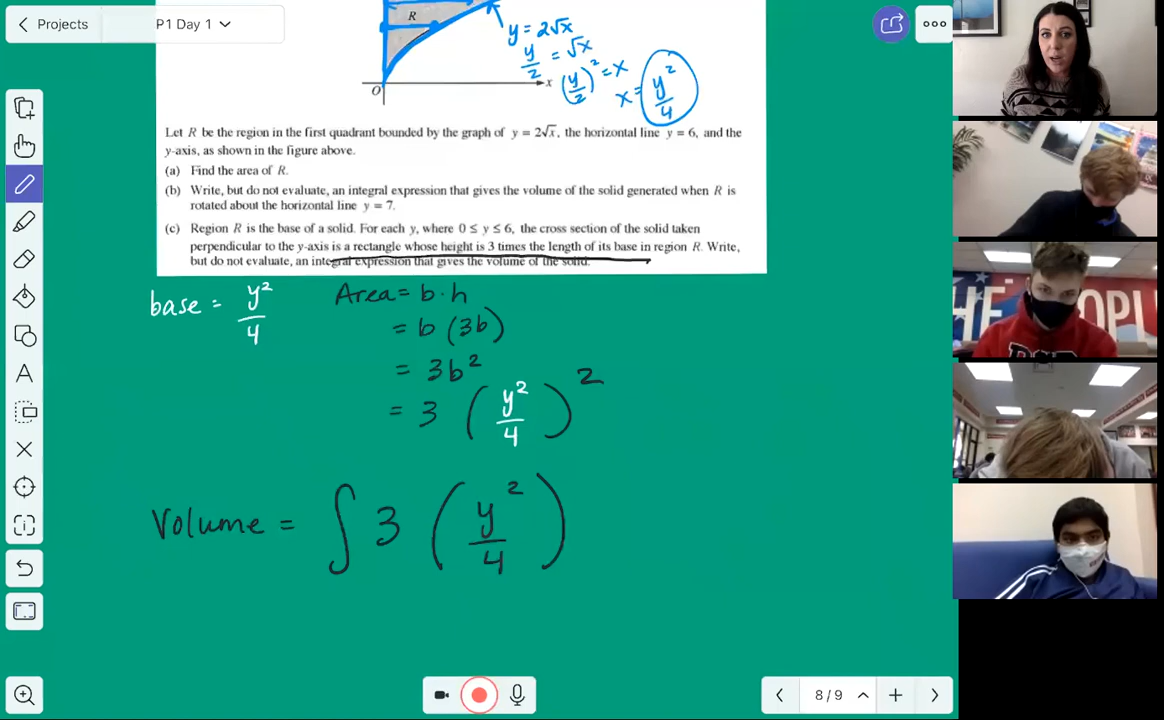 Projects
P1 Day 1
R
y = 2√x
y/2 = √x
(y/2)² = x
x = y²/4
O
x
Let R be the region in the first quadrant bounded by the graph of y = 2√x, the horizontal line y = 6, and the
y-axis, as shown in the figure above.
(a) Find the area of R.
(b) Write, but do not evaluate, an integral expression that gives the volume of the solid generated when R is
rotated about the horizontal line y = 7.
(c) Region R is the base of a solid. For each y, where 0 ≤ y ≤ 6, the cross section of the solid taken
perpendicular to the y-axis is a rectangle whose height is 3 times the length of its base in region R. Write,
but do not evaluate, an integral expression that gives the volume of the solid.
base = y²/4
Area = b·h
= b (3b)
= 3b²
= 3 (y²/4)²
Volume = ∫ 3 (y²/4)
A
8/9
HE
PEOPL